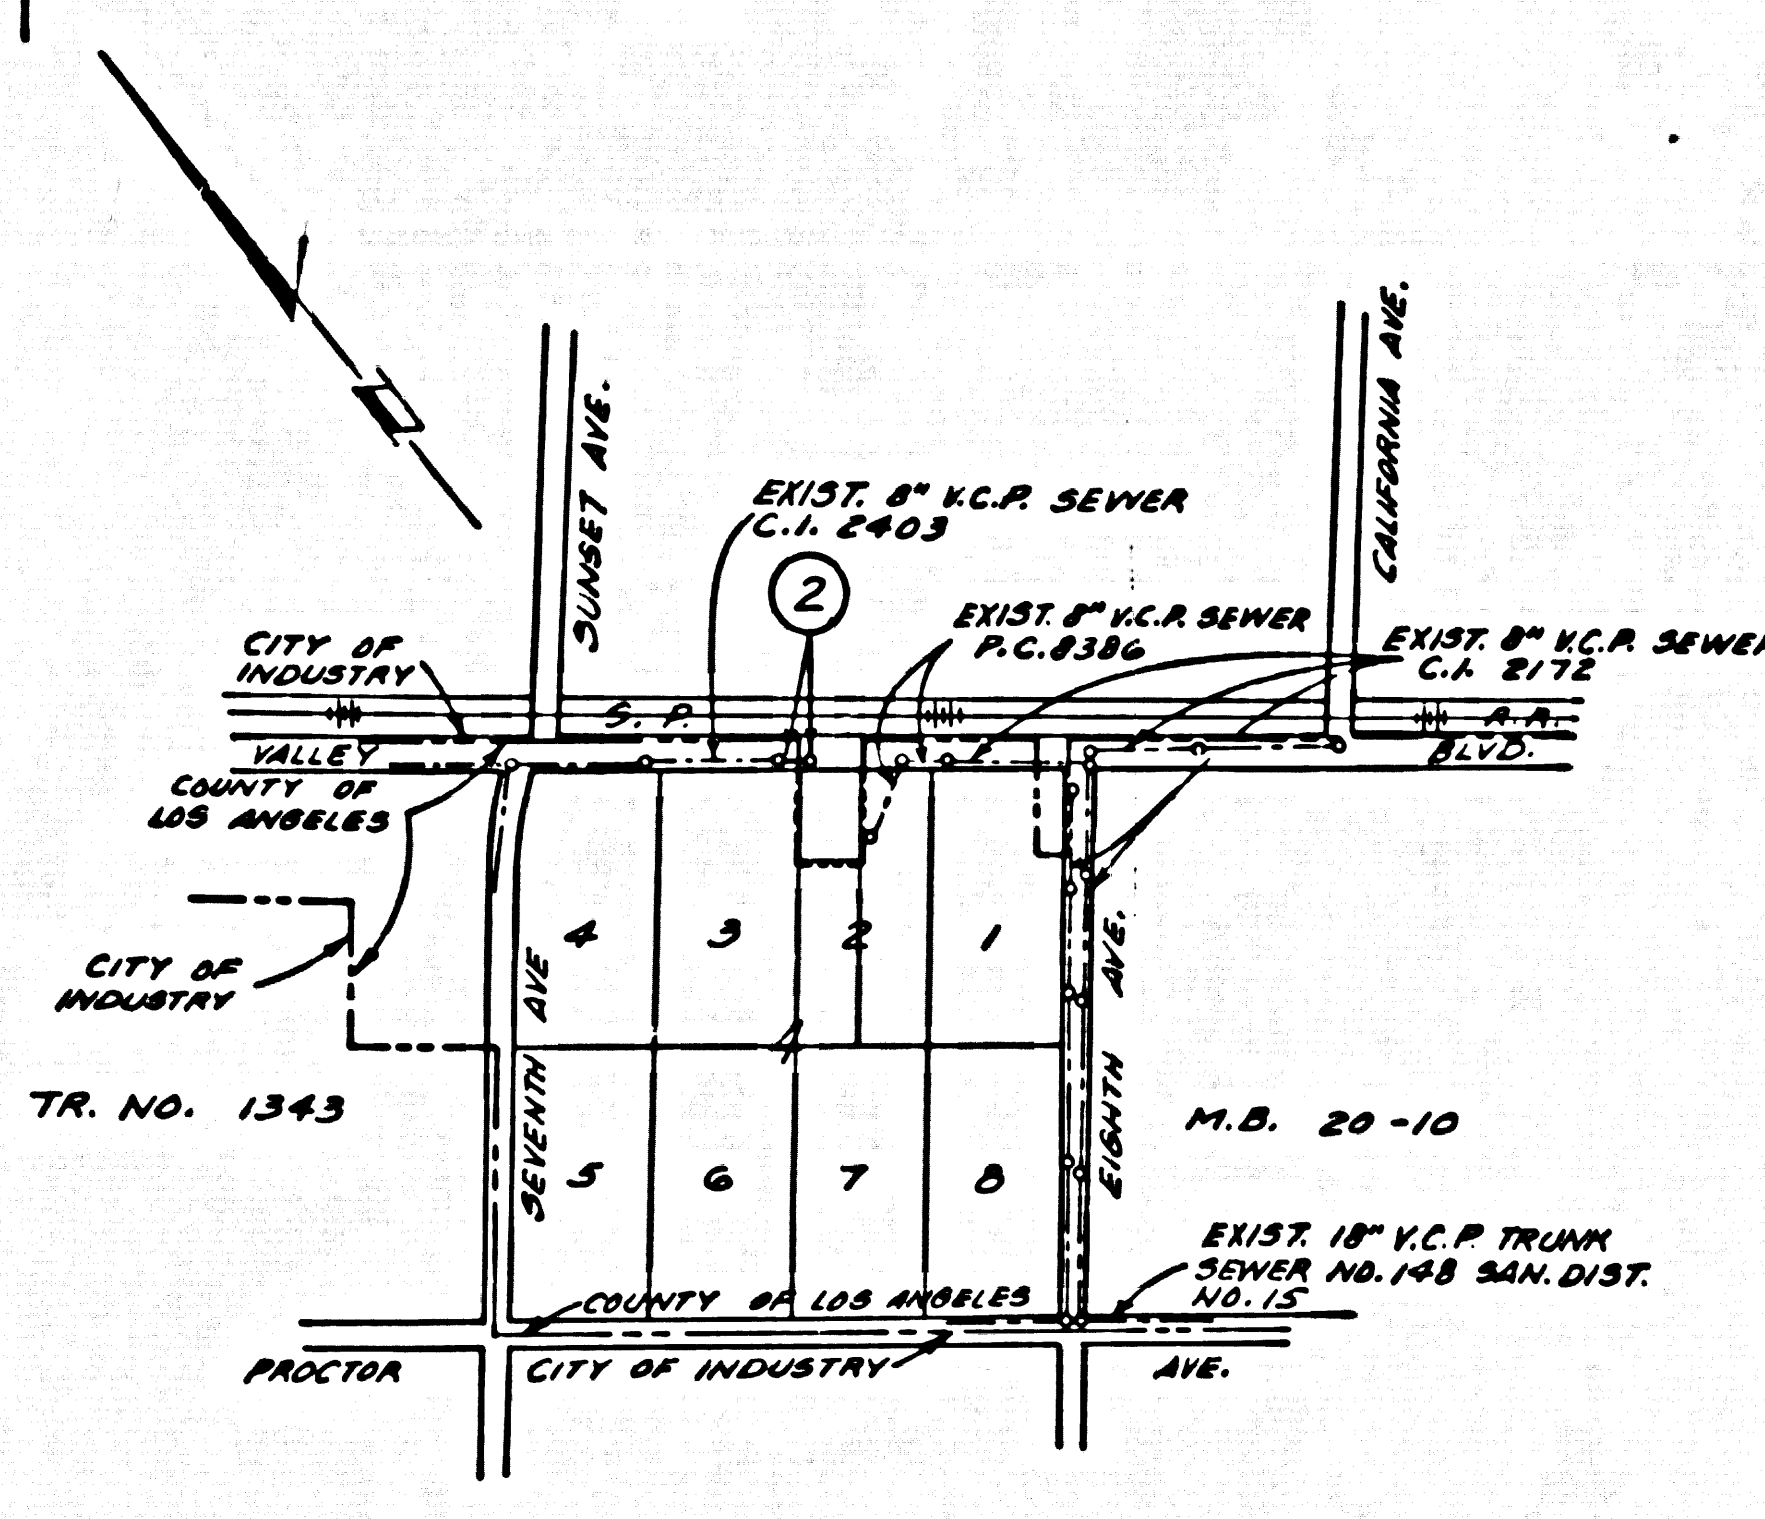 CALIFORNIA AVE.
SUNSET AVE.
EXIST. 8" V.C.P. SEWER
C.I. 2403
2
EXIST. 8" V.C.P. SEWER
P.C. 8386
EXIST. 8" V.C.P. SEWER
C.I. 2172
CITY OF
INDUSTRY
S. P. R.R.
VALLEY BLVD.
COUNTY OF
LOS ANGELES
4 3 2 1
CITY OF
INDUSTRY
SEVENTH AVE
EIGHTH AVE.
TR. NO. 1343
M.B. 20-10
5 6 7 8
EXIST. 18" V.C.P. TRUNK
SEWER NO. 148 SAN. DIST.
NO. 15
COUNTY OF LOS ANGELES
PROCTOR AVE.
CITY OF INDUSTRY